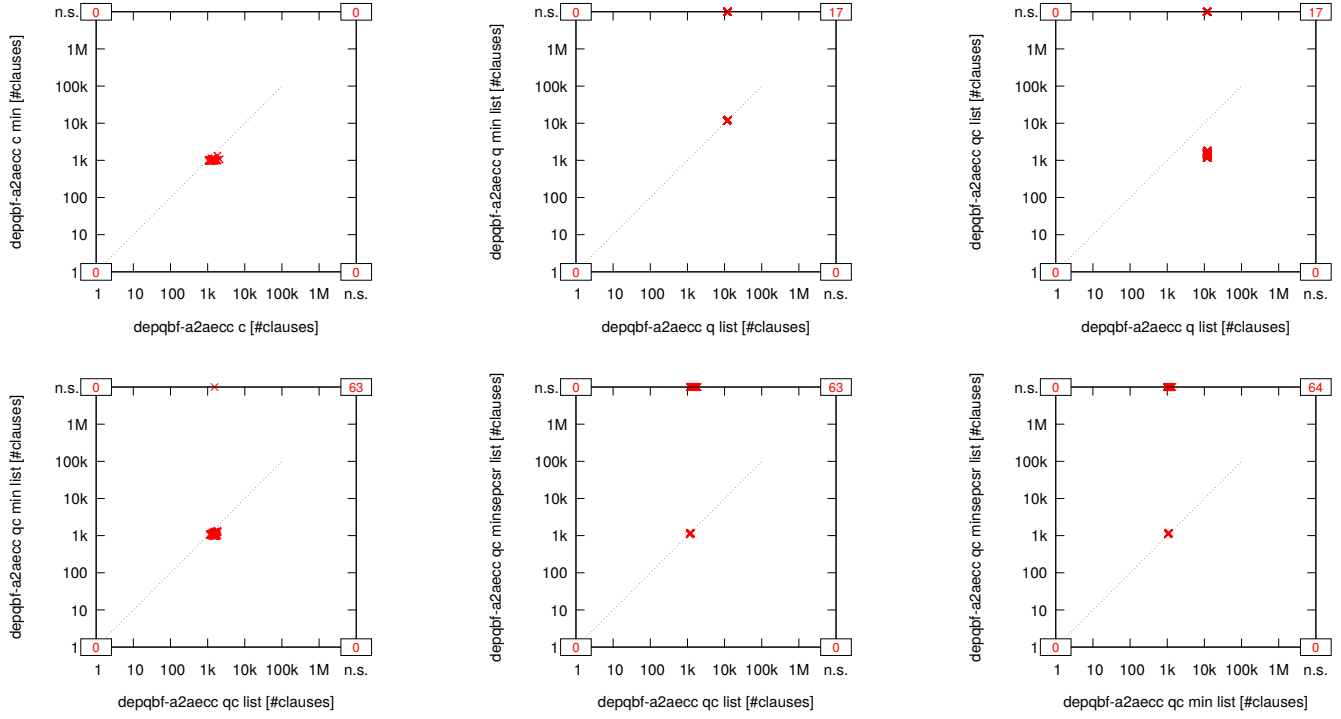 n.s. 0 0
1M
100k
10k
1k
100
10
1 0 0
1 10 100 1k 10k 100k 1M n.s.
depqbf-a2aecc c min [#clauses]
depqbf-a2aecc c [#clauses]
n.s. 0 17
1M
100k
10k
1k
100
10
1 0 0
1 10 100 1k 10k 100k 1M n.s.
depqbf-a2aecc q min list [#clauses]
depqbf-a2aecc q list [#clauses]
n.s. 0 17
1M
100k
10k
1k
100
10
1 0 0
1 10 100 1k 10k 100k 1M n.s.
depqbf-a2aecc qc list [#clauses]
depqbf-a2aecc q list [#clauses]
n.s. 0 63
1M
100k
10k
1k
100
10
1 0 0
1 10 100 1k 10k 100k 1M n.s.
depqbf-a2aecc qc min list [#clauses]
depqbf-a2aecc qc list [#clauses]
n.s. 0 63
1M
100k
10k
1k
100
10
1 0 0
1 10 100 1k 10k 100k 1M n.s.
depqbf-a2aecc qc minsepcsr list [#clauses]
depqbf-a2aecc qc list [#clauses]
n.s. 0 64
1M
100k
10k
1k
100
10
1 0 0
1 10 100 1k 10k 100k 1M n.s.
depqbf-a2aecc qc minsepcsr list [#clauses]
depqbf-a2aecc qc min list [#clauses]